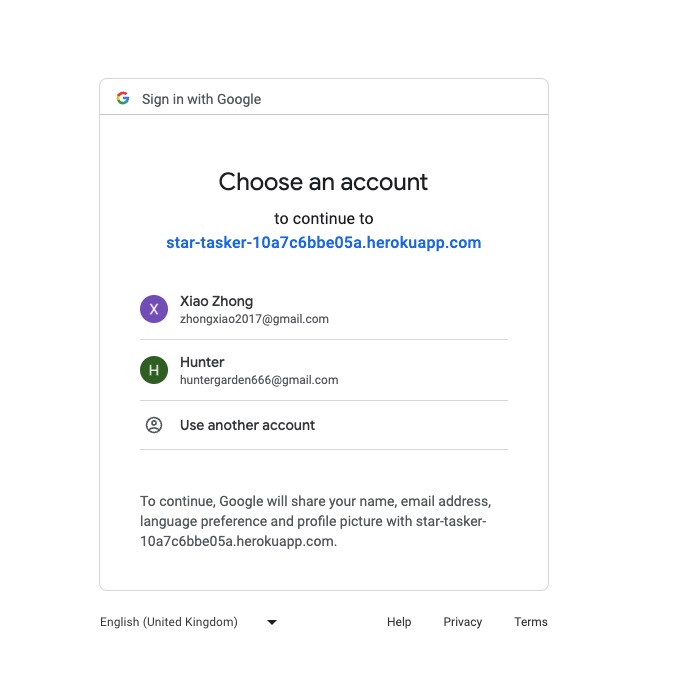 Sign in with Google
Choose an account
to continue to
star-tasker-10a7c6bbe05a.herokuapp.com
X
Xiao Zhong
zhongxiao2017@gmail.com
H
Hunter
huntergarden666@gmail.com
Use another account
To continue, Google will share your name, email address,
language preference and profile picture with star-tasker-
10a7c6bbe05a.herokuapp.com.
English (United Kingdom)
Help
Privacy
Terms